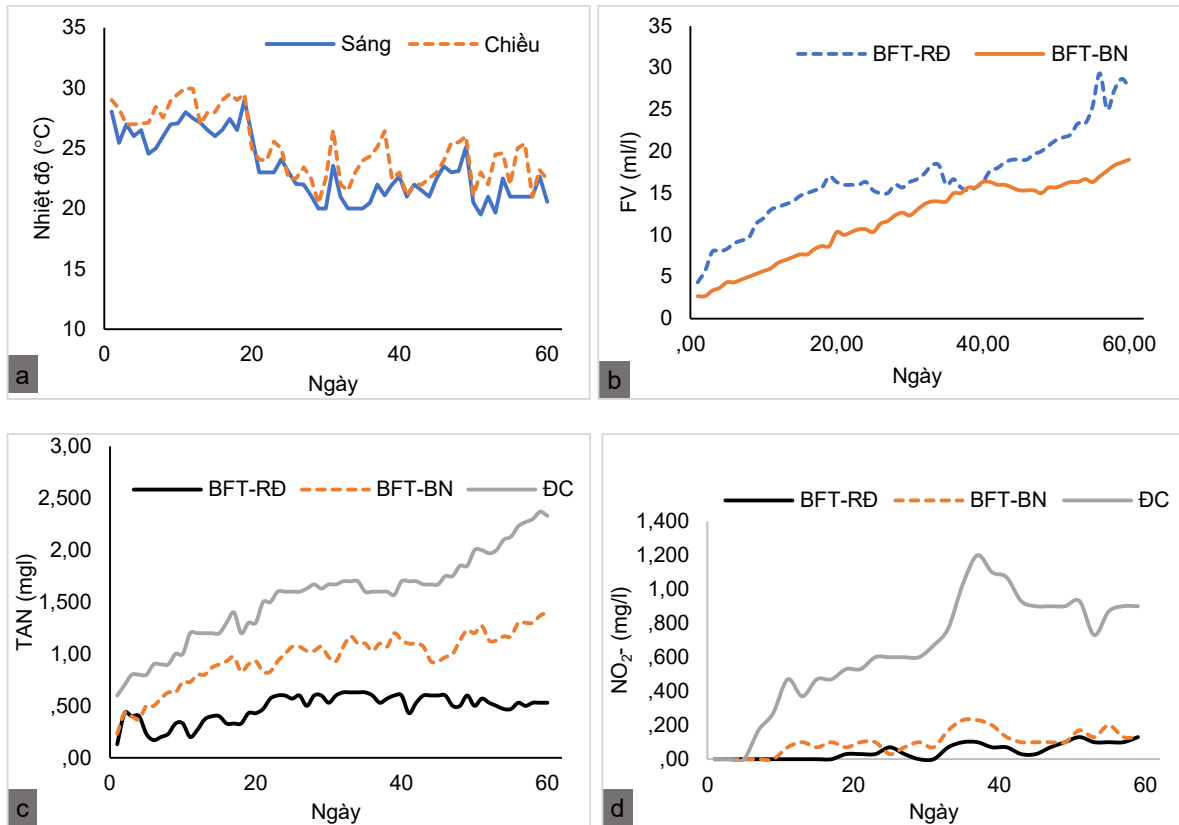 35
30
25
20
15
10
Nhiệt độ (°C)
Sáng
Chiều
0
20
40
60
Ngày
a
35
30
25
20
15
10
5
0
FV (ml/l)
BFT-RĐ
BFT-BN
,00
20,00
40,00
60,00
Ngày
b
3,00
2,500
2,00
1,500
1,00
,500
,00
TAN (mgl)
BFT-RĐ
BFT-BN
ĐC
0
20
40
60
Ngày
c
1,400
1,200
1,00
,800
,600
,400
,200
,00
NO₂- (mg/l)
BFT-RĐ
BFT-BN
ĐC
0
20
40
60
Ngày
d